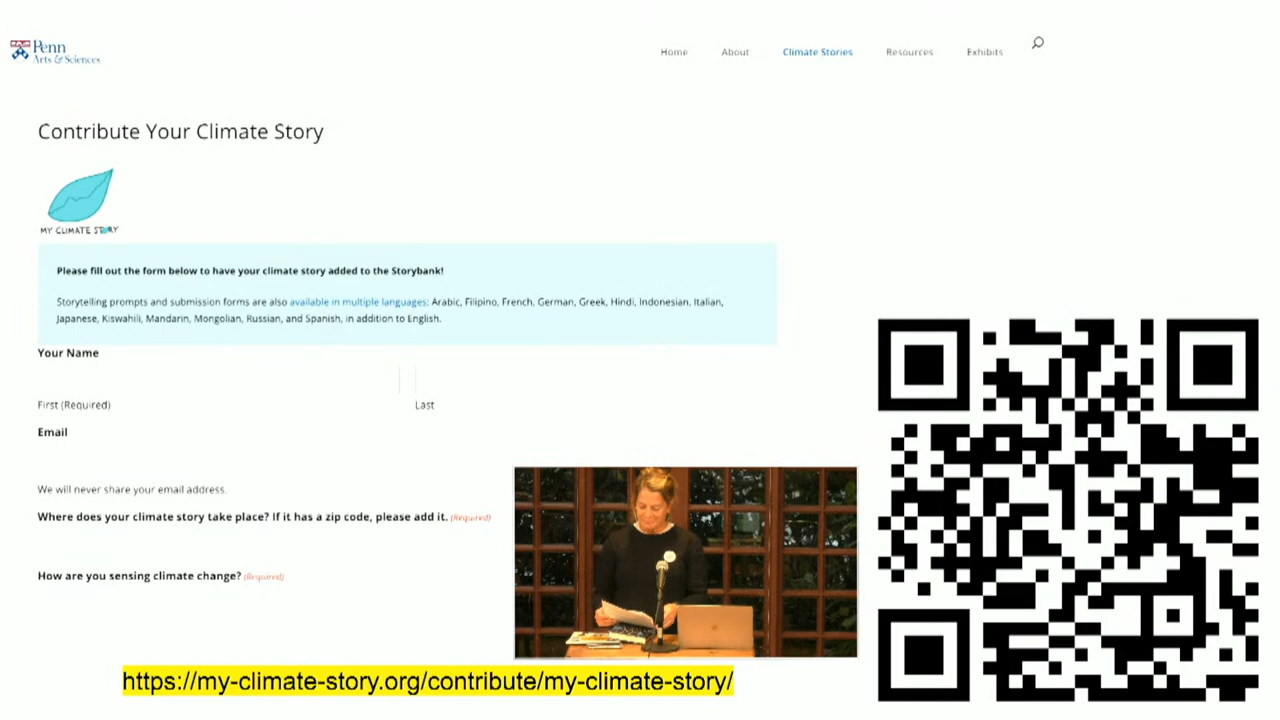 Penn
Arts & Sciences
Home About Climate Stories Resources Exhibits
Contribute Your Climate Story
MY CLIMATE STORY
Please fill out the form below to have your climate story added to the Storybank!
Storytelling prompts and submission forms are also available in multiple languages: Arabic, Filipino, French, German, Greek, Hindi, Indonesian, Italian,
Japanese, Kiswahili, Mandarin, Mongolian, Russian, and Spanish, in addition to English.
Your Name
First (Required)
Last
Email
We will never share your email address.
Where does your climate story take place? If it has a zip code, please add it. (Required)
How are you sensing climate change? (Required)
https://my-climate-story.org/contribute/my-climate-story/